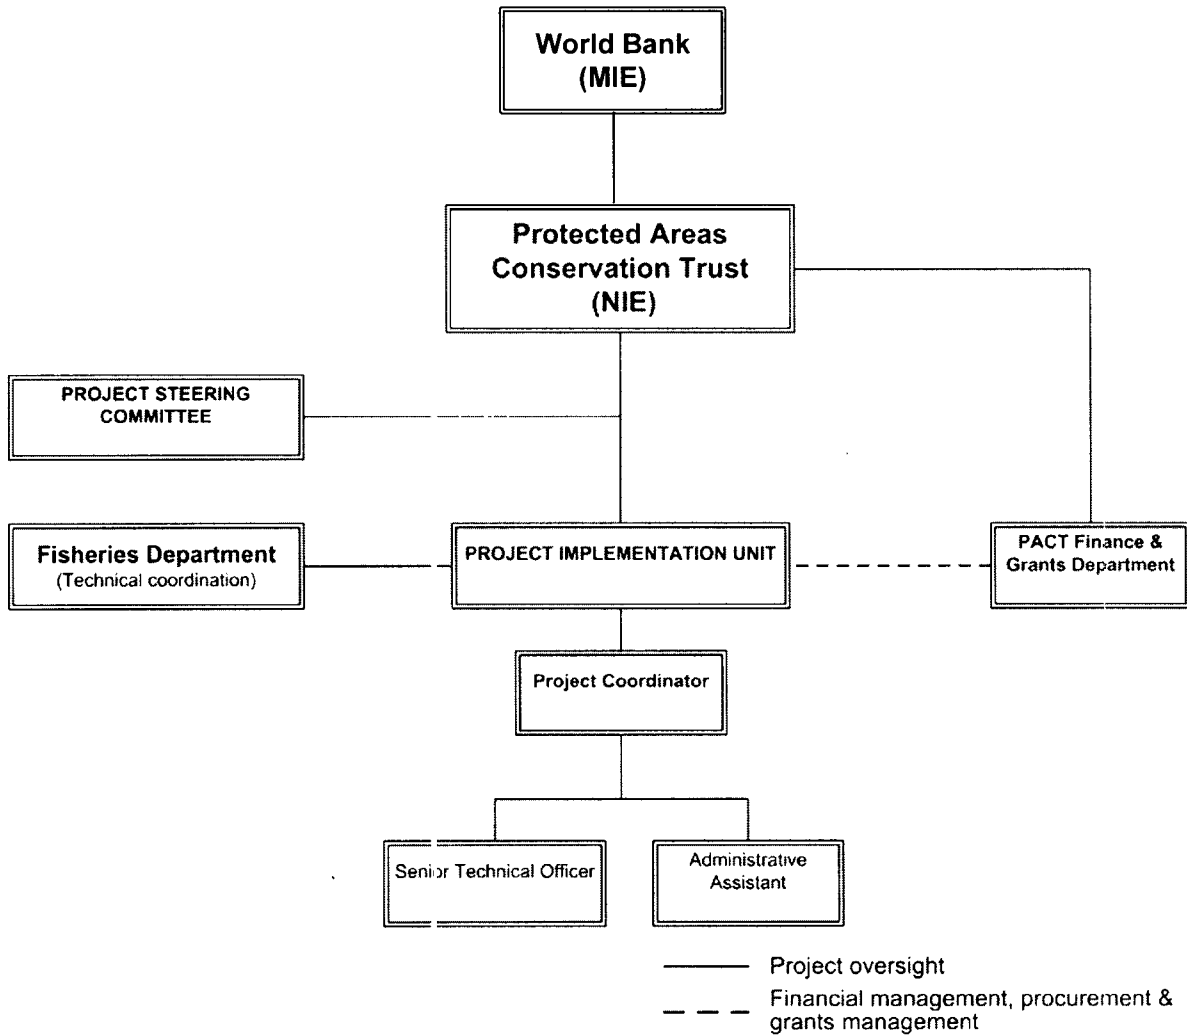 World Bank
(MIE)
Protected Areas
Conservation Trust
(NIE)
PROJECT STEERING
COMMITTEE
Fisheries Department
(Technical coordination)
PROJECT IMPLEMENTATION UNIT
PACT Finance &
Grants Department
Project Coordinator
Senior Technical Officer
Administrative
Assistant
Project oversight
Financial management, procurement &
grants management